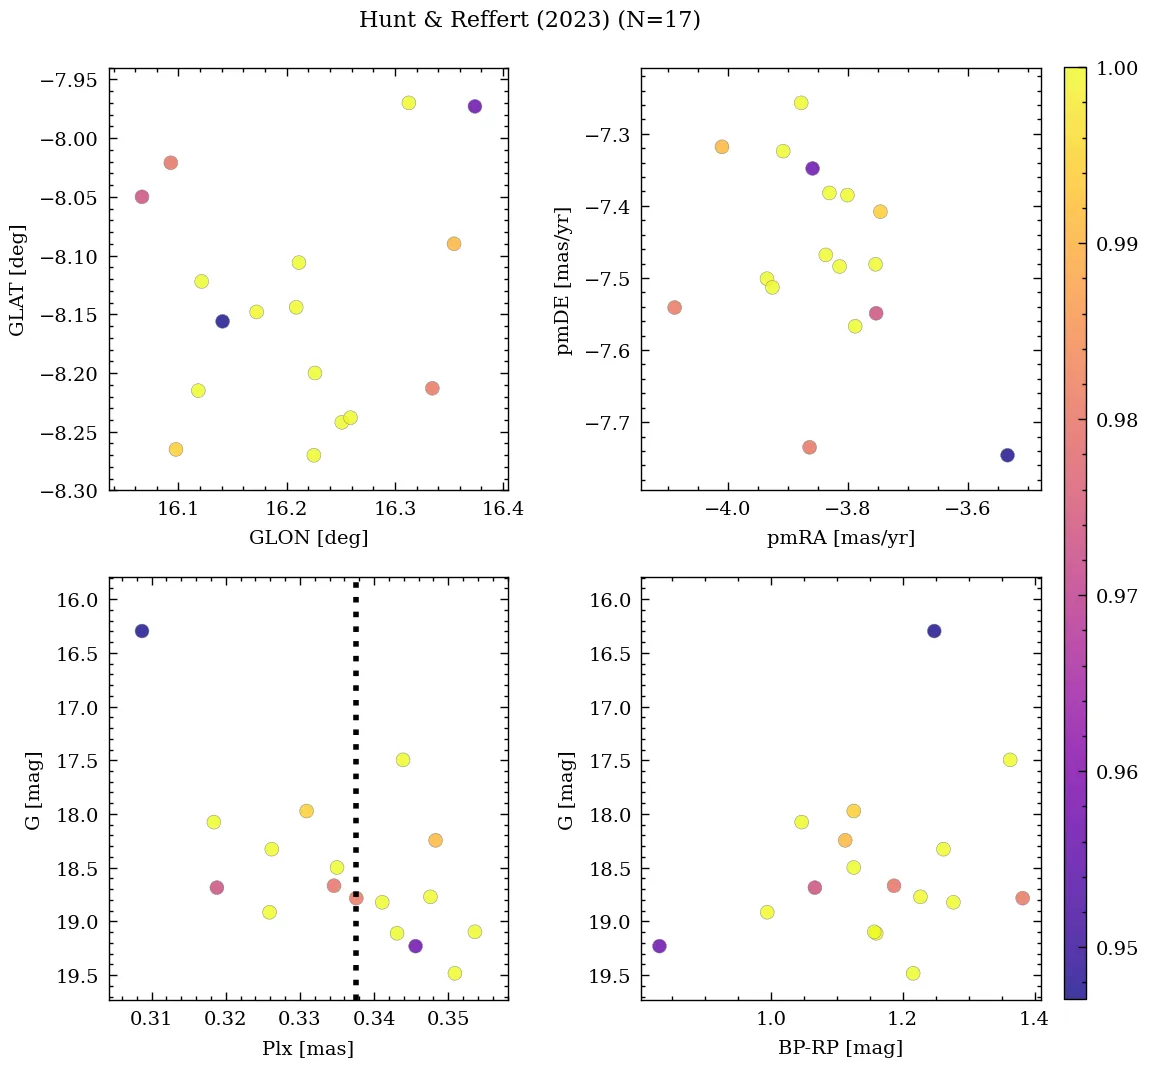 Hunt & Reffert (2023) (N=17)
−7.95
−8.00
−8.05
−8.10
−8.15
−8.20
−8.25
−8.30
GLAT [deg]
16.1 16.2 16.3 16.4
GLON [deg]
−7.3
−7.4
−7.5
−7.6
−7.7
pmDE [mas/yr]
−4.0 −3.8 −3.6
pmRA [mas/yr]
16.0
16.5
17.0
17.5
18.0
18.5
19.0
19.5
G [mag]
0.31 0.32 0.33 0.34 0.35
Plx [mas]
16.0
16.5
17.0
17.5
18.0
18.5
19.0
19.5
G [mag]
1.0 1.2 1.4
BP-RP [mag]
1.00
0.99
0.98
0.97
0.96
0.95